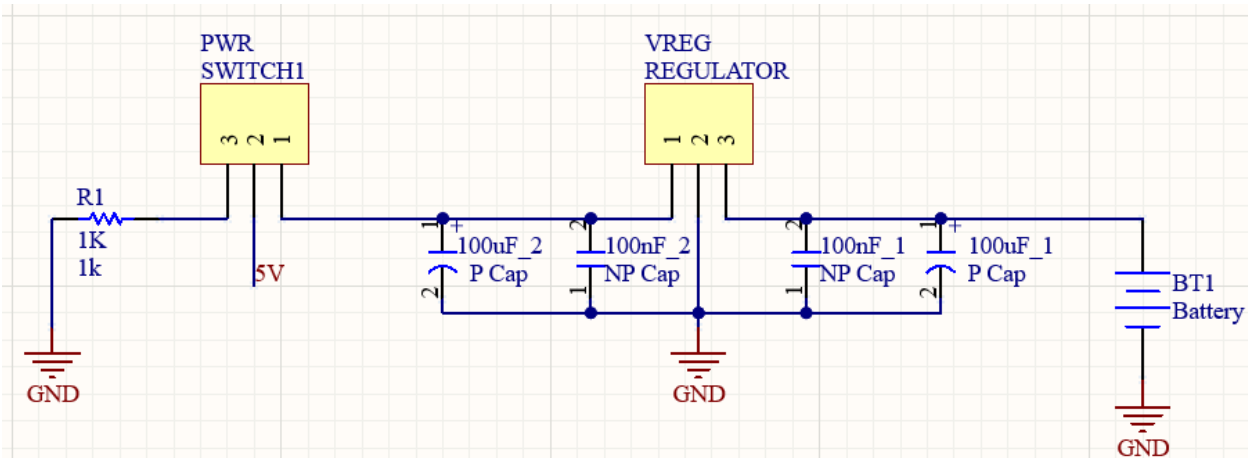 PWR
SWITCH1
3 2 1
R1
1K
1k
5V
GND
VREG
REGULATOR
1 2 3
1
+
100uF_2
P Cap
2
2
100nF_2
NP Cap
1
2
100nF_1
NP Cap
1
1
+
100uF_1
P Cap
2
GND
BT1
Battery
GND